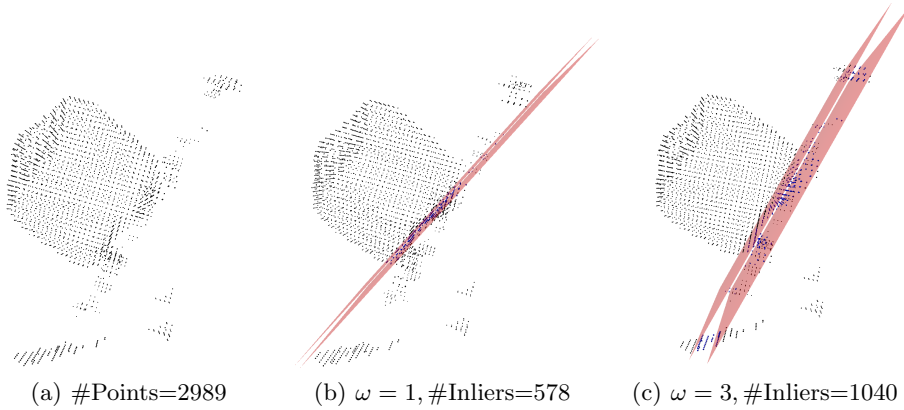 (a) #Points=2989
(b) ω = 1, #Inliers=578
(c) ω = 3, #Inliers=1040